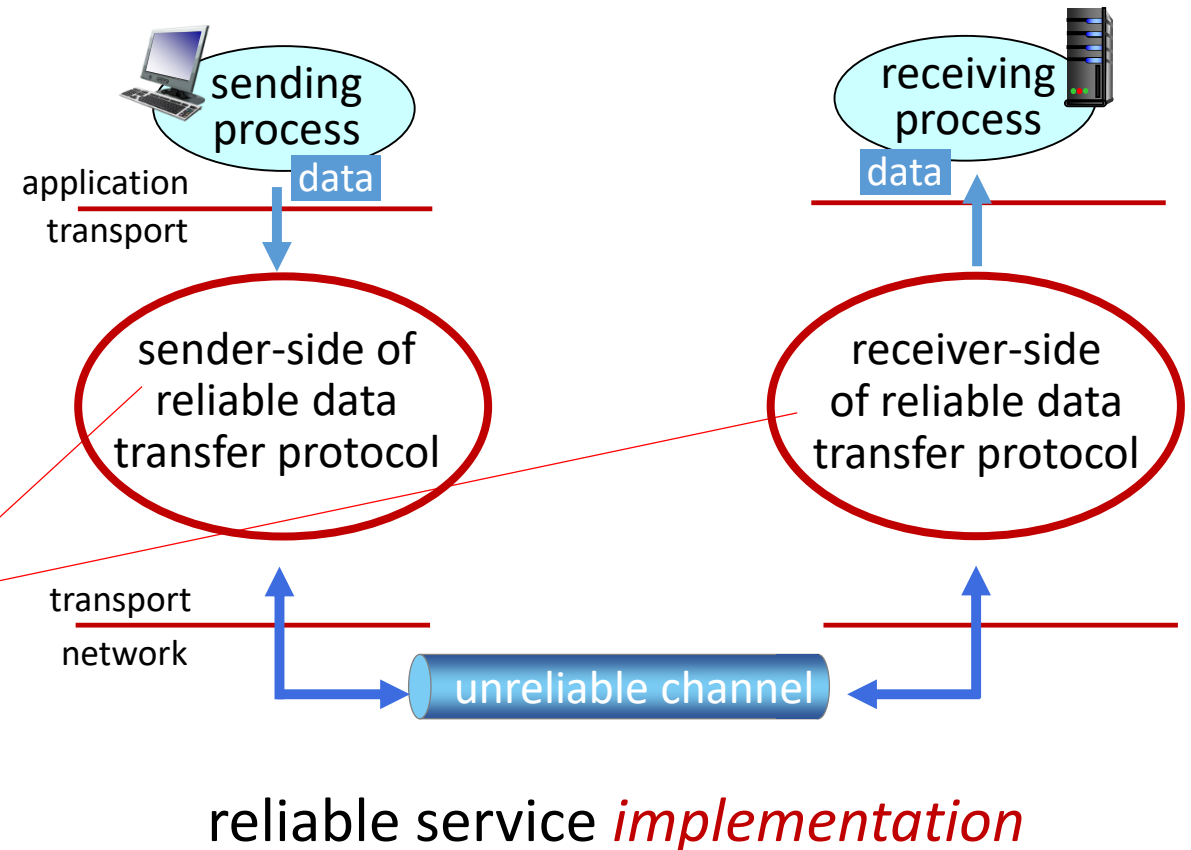 sending
process
data
application
transport
receiving
process
data
sender-side of
reliable data
transfer protocol
receiver-side
of reliable data
transfer protocol
transport
network
unreliable channel
reliable service implementation